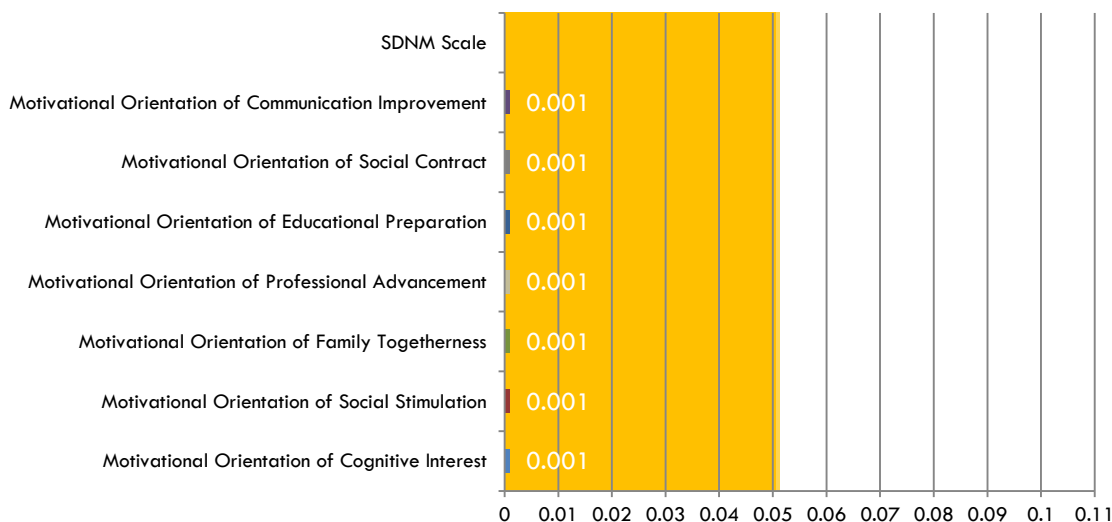 SDNM Scale
Motivational Orientation of Communication Improvement 0.001
Motivational Orientation of Social Contract 0.001
Motivational Orientation of Educational Preparation 0.001
Motivational Orientation of Professional Advancement 0.001
Motivational Orientation of Family Togetherness 0.001
Motivational Orientation of Social Stimulation 0.001
Motivational Orientation of Cognitive Interest 0.001
0 0.01 0.02 0.03 0.04 0.05 0.06 0.07 0.08 0.09 0.1 0.11